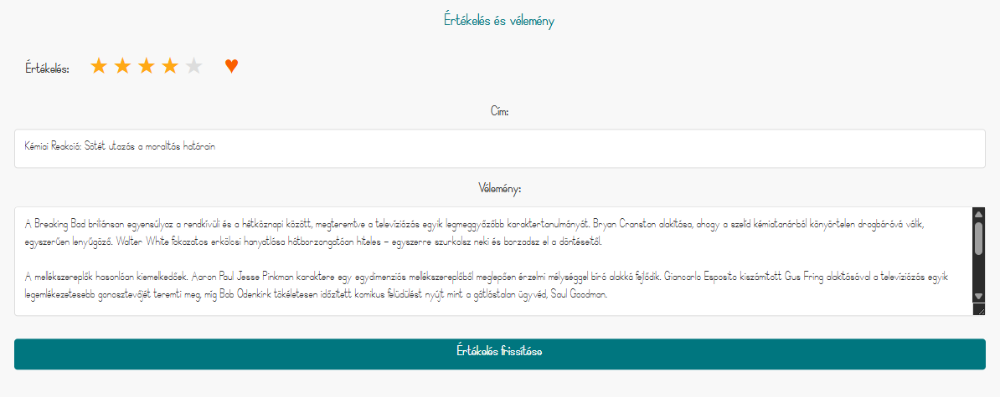 Értékelés és vélemény
Értékelés:
Cím:
Kémiai Reakció: Sötét utazás a moralitás határain
Vélemény:
A Breaking Bad briliánsan egyensúlyoz a rendkívüli és a hétköznapi között, megteremtve a televíziózás egyik legmeggyőzőbb karaktertanulmányát. Bryan Cranston alakítása, ahogy a szelíd kémiatanárból könyörtelen drogbáróvá válik,
egyszerűen lenyűgöző. Walter White fokozatos erkölcsi hanyatlása hátborzongatóan hiteles – egyszerre szurkolsz neki és borzadsz el a döntéseitől.
A mellékszereplők hasonlóan kiemelkedőek. Aaron Paul Jesse Pinkman karaktere egy egydimenziós mellékszereplőből meglepően érzelmi mélységgel bíró alakká fejlődik. Giancarlo Esposito kiszámított Gus Fring alakításával a televíziózás egyik
legemlékezetesebb gonosztevőjét teremti meg, míg Bob Odenkirk tökéletesen időzített komikus felüdülést nyújt mint a gátlástalan ügyvéd, Saul Goodman.
Értékelés frissítése